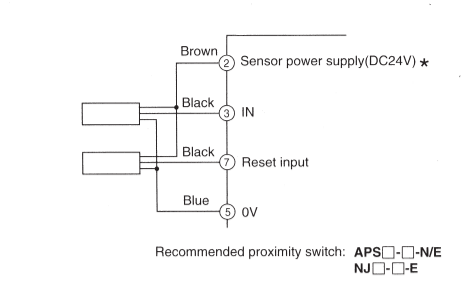 Brown
2 Sensor power supply(DC24V) *
Black
3 IN
Black
7 Reset input
Blue
5 0V
Recommended proximity switch: APS□-□-N/E
NJ□-□-E